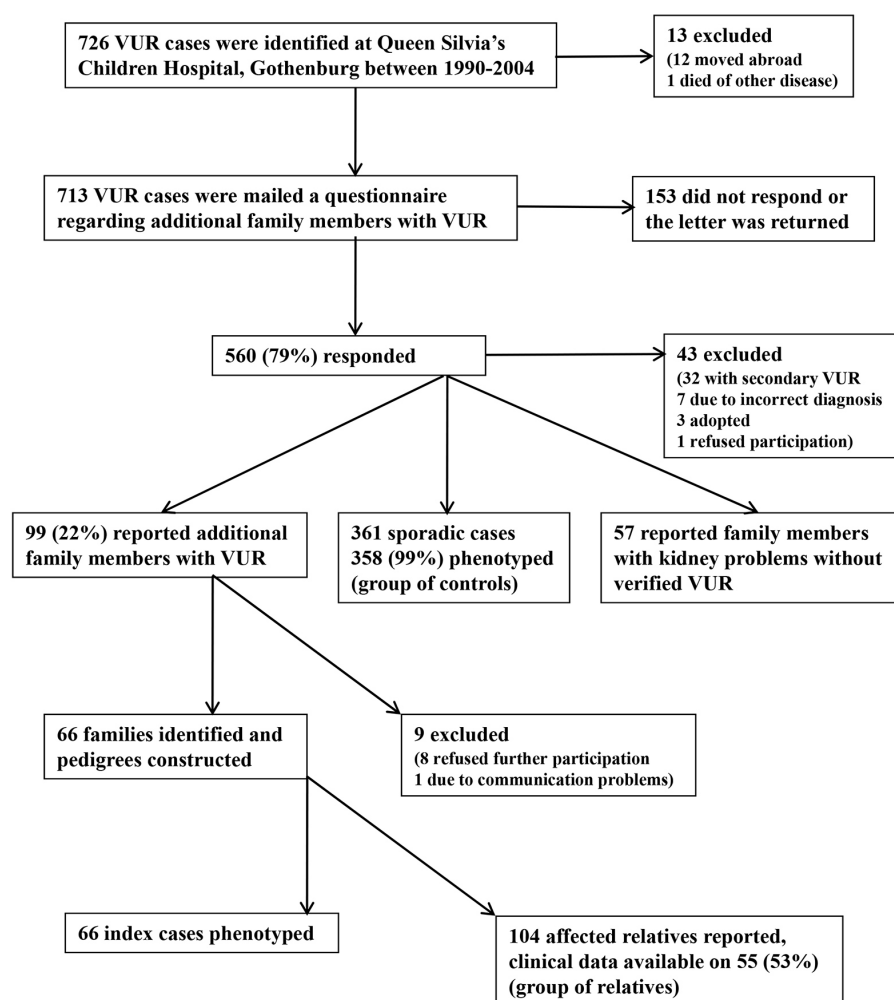 726 VUR cases were identified at Queen Silvia's
Children Hospital, Gothenburg between 1990-2004
13 excluded
(12 moved abroad
1 died of other disease)
713 VUR cases were mailed a questionnaire
regarding additional family members with VUR
153 did not respond or
the letter was returned
560 (79%) responded
43 excluded
(32 with secondary VUR
7 due to incorrect diagnosis
3 adopted
1 refused participation)
99 (22%) reported additional
family members with VUR
361 sporadic cases
358 (99%) phenotyped
(group of controls)
57 reported family members
with kidney problems without
verified VUR
66 families identified and
pedigrees constructed
9 excluded
(8 refused further participation
1 due to communication problems)
66 index cases phenotyped
104 affected relatives reported,
clinical data available on 55 (53%)
(group of relatives)